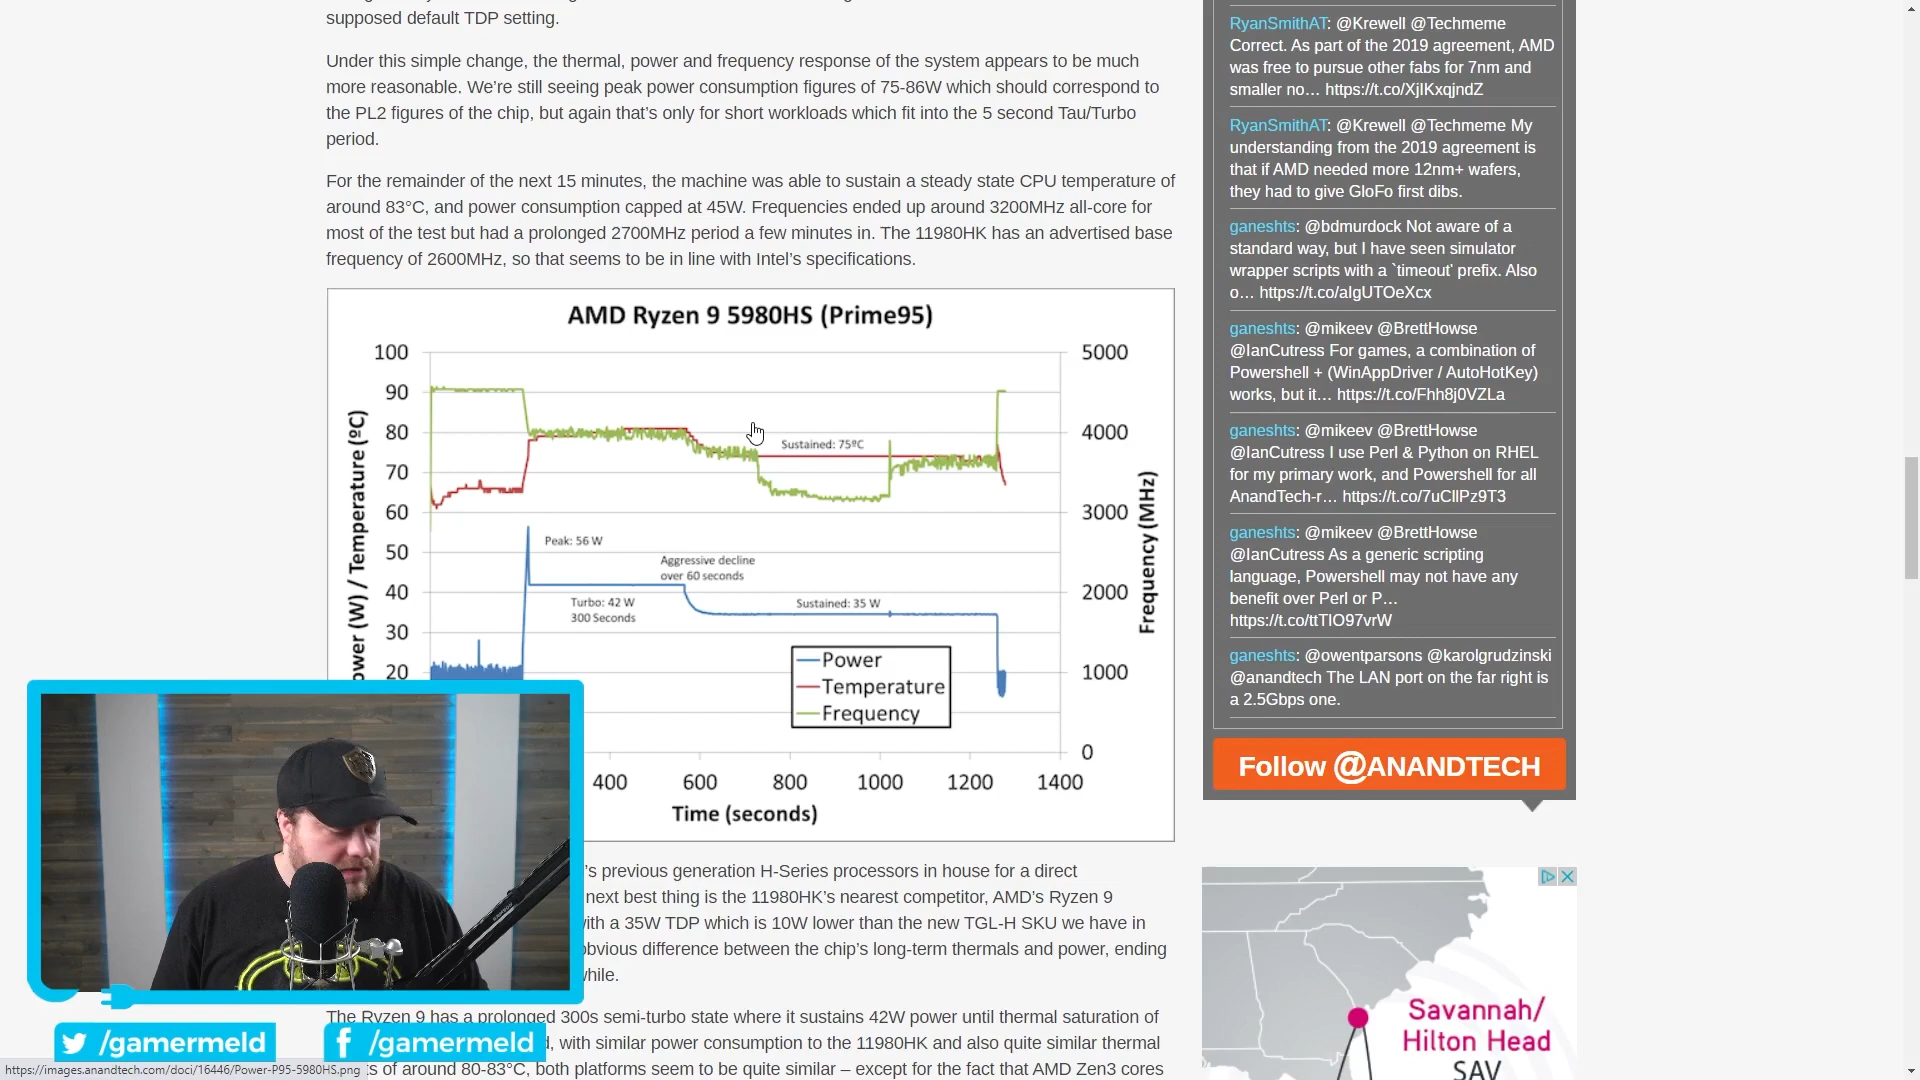 supposed default TDP setting.
Under this simple change, the thermal, power and frequency response of the system appears to be much
more reasonable. We're still seeing peak power consumption figures of 75-86W which should correspond to
the PL2 figures of the chip, but again that's only for short workloads which fit into the 5 second Tau/Turbo
period.
For the remainder of the next 15 minutes, the machine was able to sustain a steady state CPU temperature of
around 83°C, and power consumption capped at 45W. Frequencies ended up around 3200MHz all-core for
most of the test but had a prolonged 2700MHz period a few minutes in. The 11980HK has an advertised base
frequency of 2600MHz, so that seems to be in line with Intel's specifications.
AMD Ryzen 9 5980HS (Prime95)
100
90
80
70
60
50
40
30
20
ower (W) / Temperature (ºC)
5000
4000
3000
2000
1000
0
Frequency (MHz)
Sustained: 75ºC
Peak: 56 W
Aggressive decline
over 60 seconds
Turbo: 42 W
300 Seconds
Sustained: 35 W
Power
Temperature
Frequency
400 600 800 1000 1200 1400
Time (seconds)
's previous generation H-Series processors in house for a direct
next best thing is the 11980HK's nearest competitor, AMD's Ryzen 9
ith a 35W TDP which is 10W lower than the new TGL-H SKU we have in
obvious difference between the chip's long-term thermals and power, ending
while.
The Ryzen 9 has a prolonged 300s semi-turbo state where it sustains 42W power until thermal saturation of
, with similar power consumption to the 11980HK and also quite similar thermal
s of around 80-83°C, both platforms seem to be quite similar – except for the fact that AMD Zen3 cores
/gamermeld
/gamermeld
https://images.anandtech.com/doci/16446/Power-P95-5980HS.png
RyanSmithAT: @Krewell @Techmeme
Correct. As part of the 2019 agreement, AMD
was free to pursue other fabs for 7nm and
smaller no… https://t.co/XjlKxqjndZ
RyanSmithAT: @Krewell @Techmeme My
understanding from the 2019 agreement is
that if AMD needed more 12nm+ wafers,
they had to give GloFo first dibs.
ganeshts: @bdmurdock Not aware of a
standard way, but I have seen simulator
wrapper scripts with a `timeout' prefix. Also
o… https://t.co/aIgUTOeXcx
ganeshts: @mikeev @BrettHowse
@IanCutress For games, a combination of
Powershell + (WinAppDriver / AutoHotKey)
works, but it… https://t.co/Fhh8j0VZLa
ganeshts: @mikeev @BrettHowse
@IanCutress I use Perl & Python on RHEL
for my primary work, and Powershell for all
AnandTech-r… https://t.co/7uCllPz9T3
ganeshts: @mikeev @BrettHowse
@IanCutress As a generic scripting
language, Powershell may not have any
benefit over Perl or P…
https://t.co/ttTIO97vrW
ganeshts: @owentparsons @karolgrudzinski
@anandtech The LAN port on the far right is
a 2.5Gbps one.
Follow @ANANDTECH
Savannah/
Hilton Head
SAV